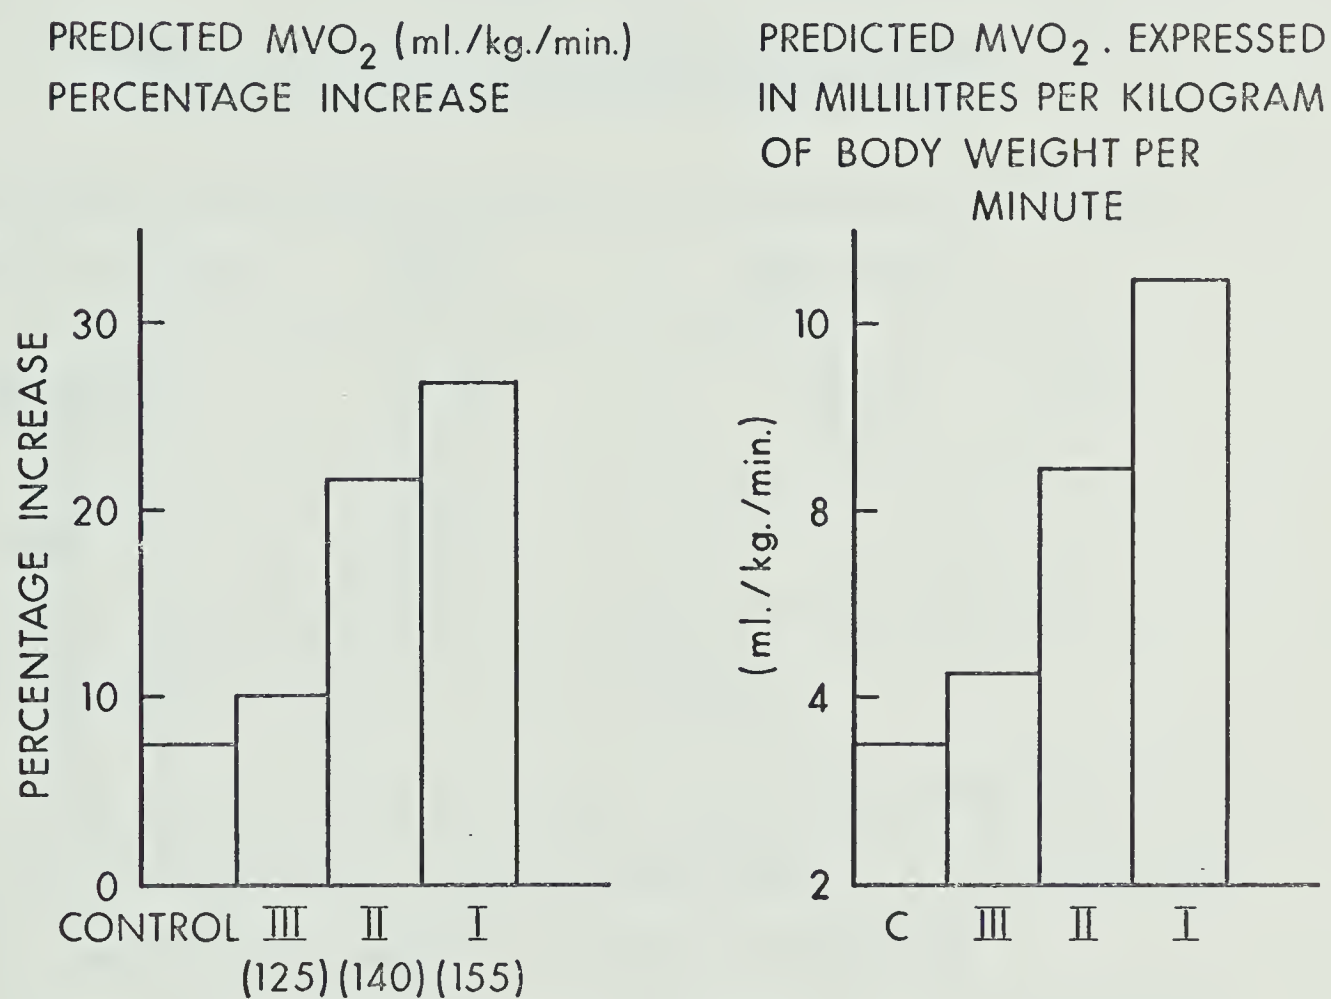 PREDICTED MVO₂ (ml./kg./min.)
PERCENTAGE INCREASE
PERCENTAGE INCREASE
30
20
10
0
CONTROL III II I
(125) (140) (155)
PREDICTED MVO₂. EXPRESSED
IN MILLILITRES PER KILOGRAM
OF BODY WEIGHT PER
MINUTE
(ml./kg./min.)
10
8
4
2
C III II I